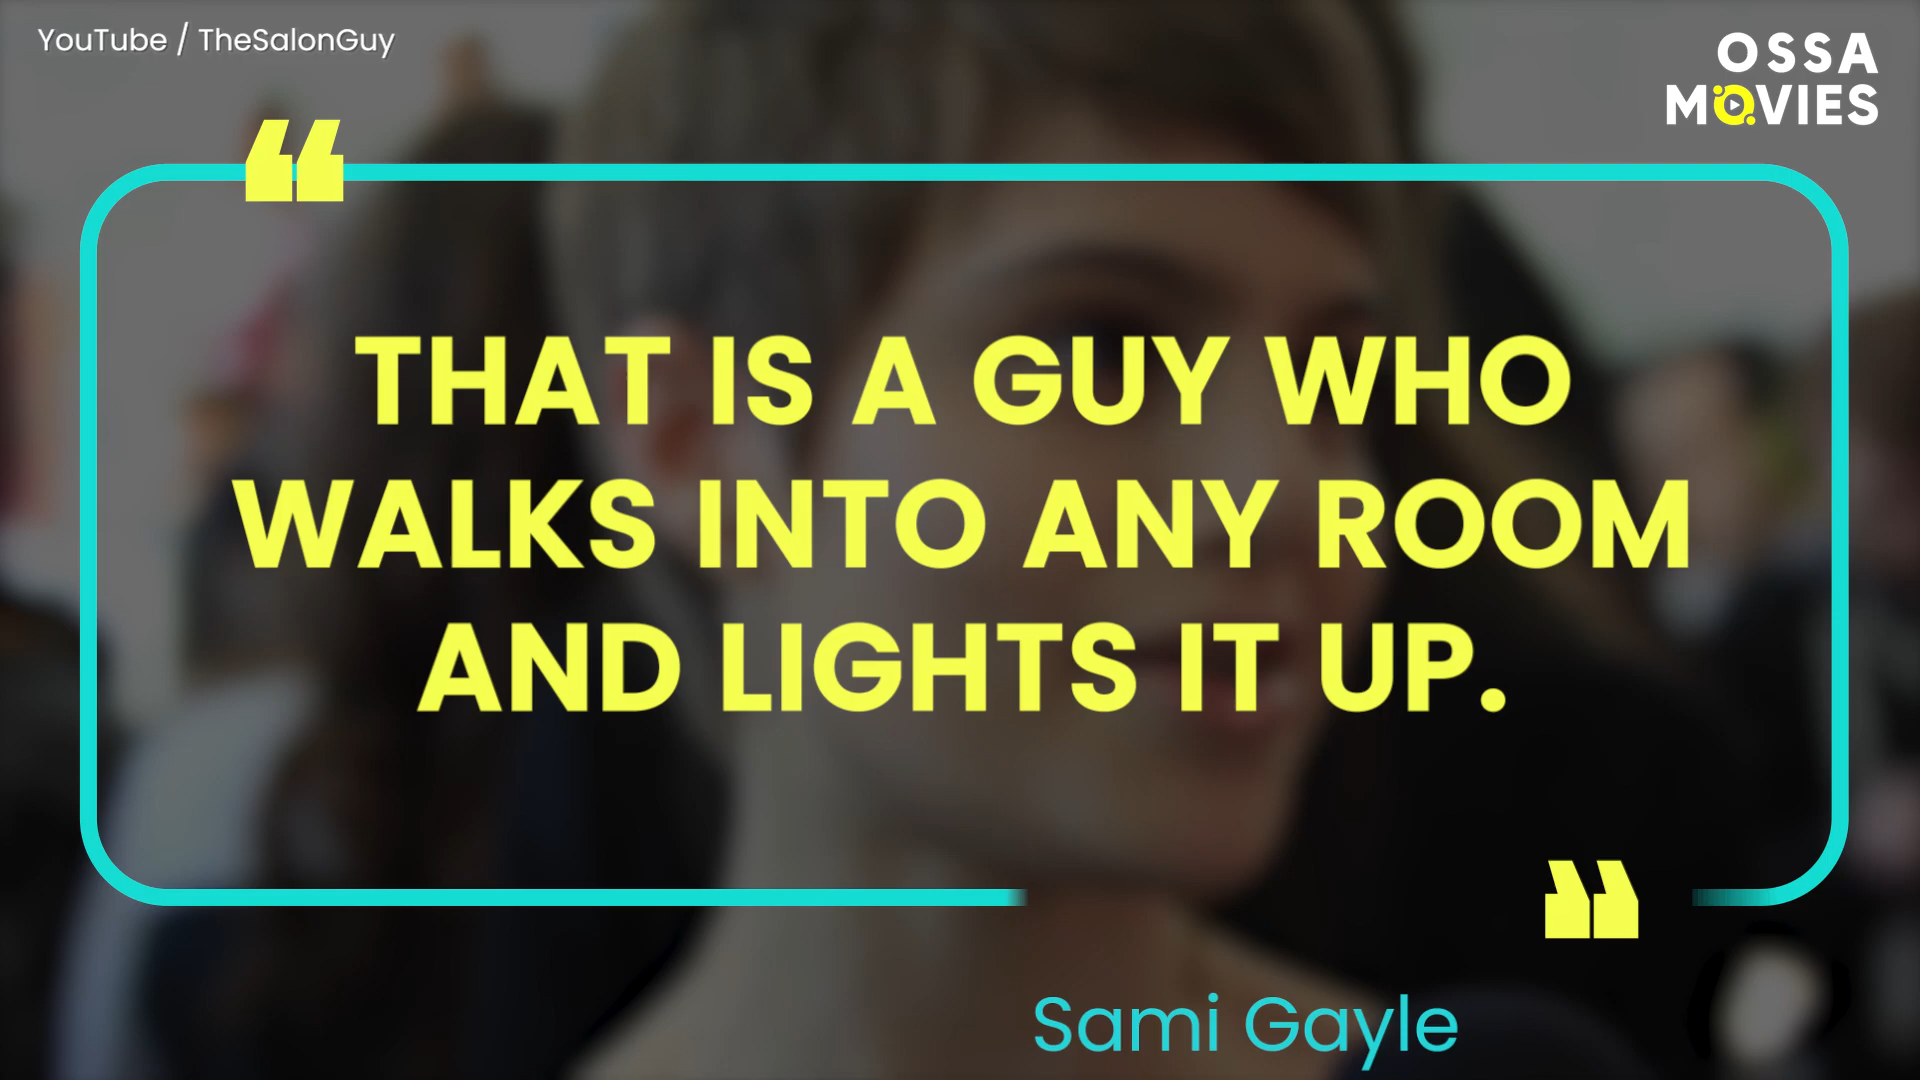 YouTube / TheSalonGuy
OSSA
MOVIES
THAT IS A GUY WHO
WALKS INTO ANY ROOM
AND LIGHTS IT UP.
Sami Gayle